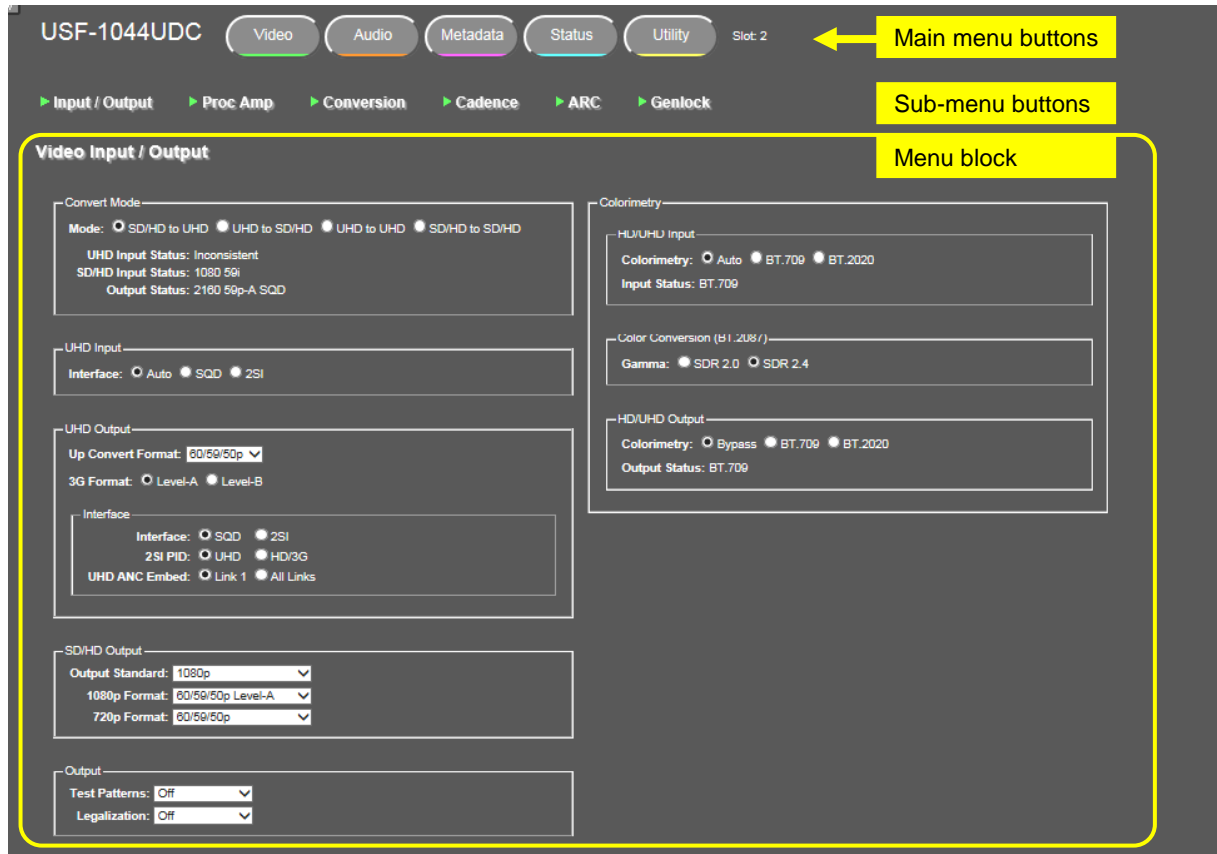 USF-1044UDC Video Audio Metadata Status Utility Slot: 2 Main menu buttons
Input / Output Proc Amp Conversion Cadence ARC Genlock Sub-menu buttons
Video Input / Output Menu block
Convert Mode
Mode: SD/HD to UHD UHD to SD/HD UHD to UHD SD/HD to SD/HD
UHD Input Status: Inconsistent
SD/HD Input Status: 1080 59i
Output Status: 2160 59p-A SQD
UHD Input
Interface: Auto SQD 2SI
UHD Output
Up Convert Format: 60/59/50p
3G Format: Level-A Level-B
Interface
Interface: SQD 2SI
2SI PID: UHD HD/3G
UHD ANC Embed: Link 1 All Links
SD/HD Output
Output Standard: 1080p
1080p Format: 60/59/50p Level-A
720p Format: 60/59/50p
Output
Test Patterns: Off
Legalization: Off
Colorimetry
HD/UHD Input
Colorimetry: Auto BT.709 BT.2020
Input Status: BT.709
Color Conversion (BT.2087)
Gamma: SDR 2.0 SDR 2.4
HD/UHD Output
Colorimetry: Bypass BT.709 BT.2020
Output Status: BT.709